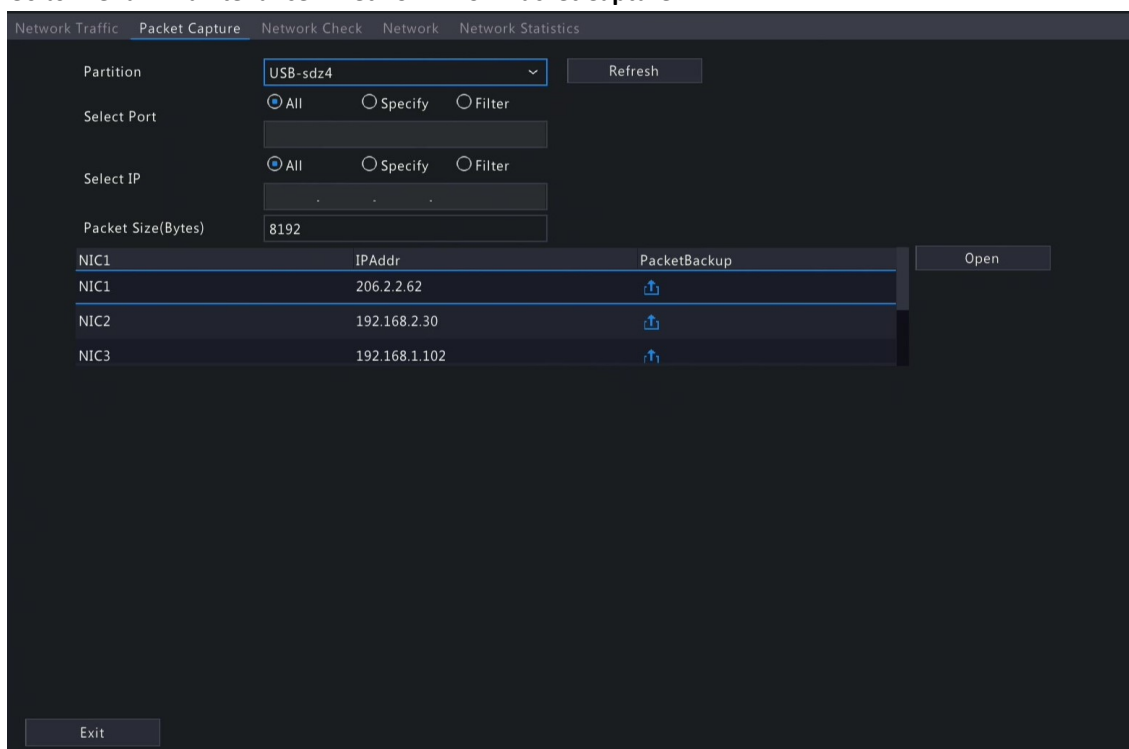 Network Traffic Packet Capture Network Check Network Network Statistics
Partition USB-sdz4 Refresh
All Specify Filter
Select Port
All Specify Filter
Select IP
. . .
Packet Size(Bytes) 8192
NIC1 IPAddr PacketBackup Open
NIC1 206.2.2.62
NIC2 192.168.2.30
NIC3 192.168.1.102
Exit